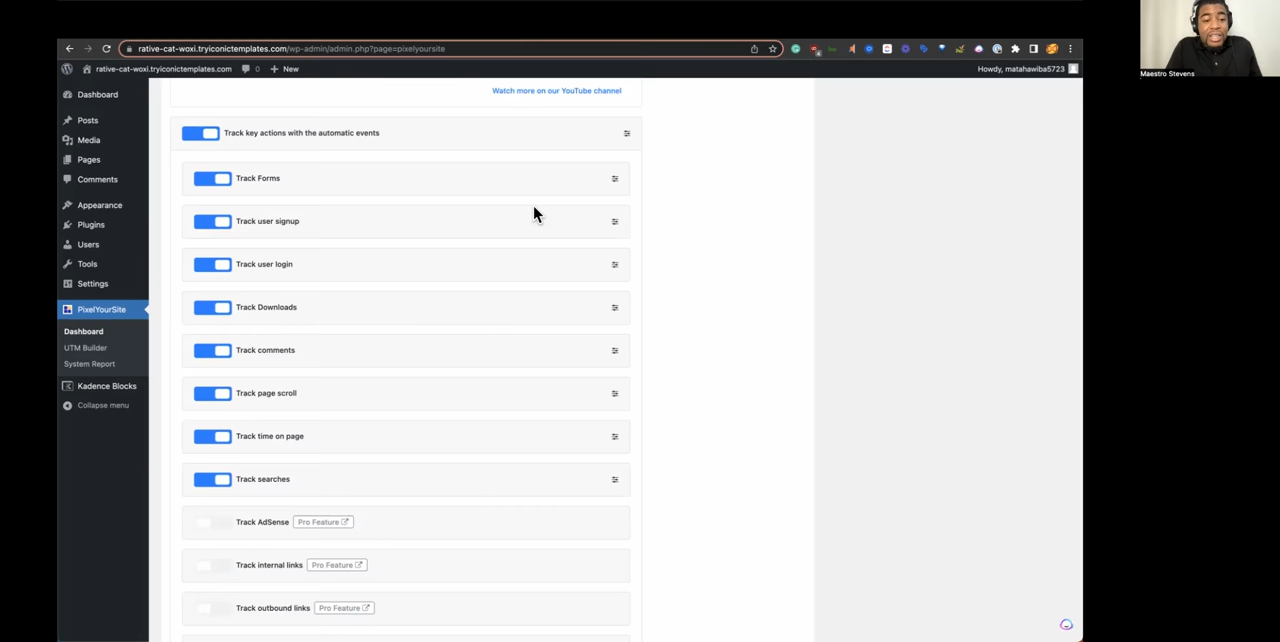 Maestro Stevens
rative-cat-woxi.tryiconictemplates.com/wp-admin/admin.php?page=pixelyoursite
rative-cat-woxi.tryiconictemplates.com
0
New
Howdy, matahawiba5723
Dashboard
Posts
Media
Pages
Comments
Appearance
Plugins
Users
Tools
Settings
PixelYourSite
Dashboard
UTM Builder
System Report
Kadence Blocks
Collapse menu
Watch more on our YouTube channel
Track key actions with the automatic events
Track Forms
Track user signup
Track user login
Track Downloads
Track comments
Track page scroll
Track time on page
Track searches
Track AdSense Pro Feature
Track internal links Pro Feature
Track outbound links Pro Feature